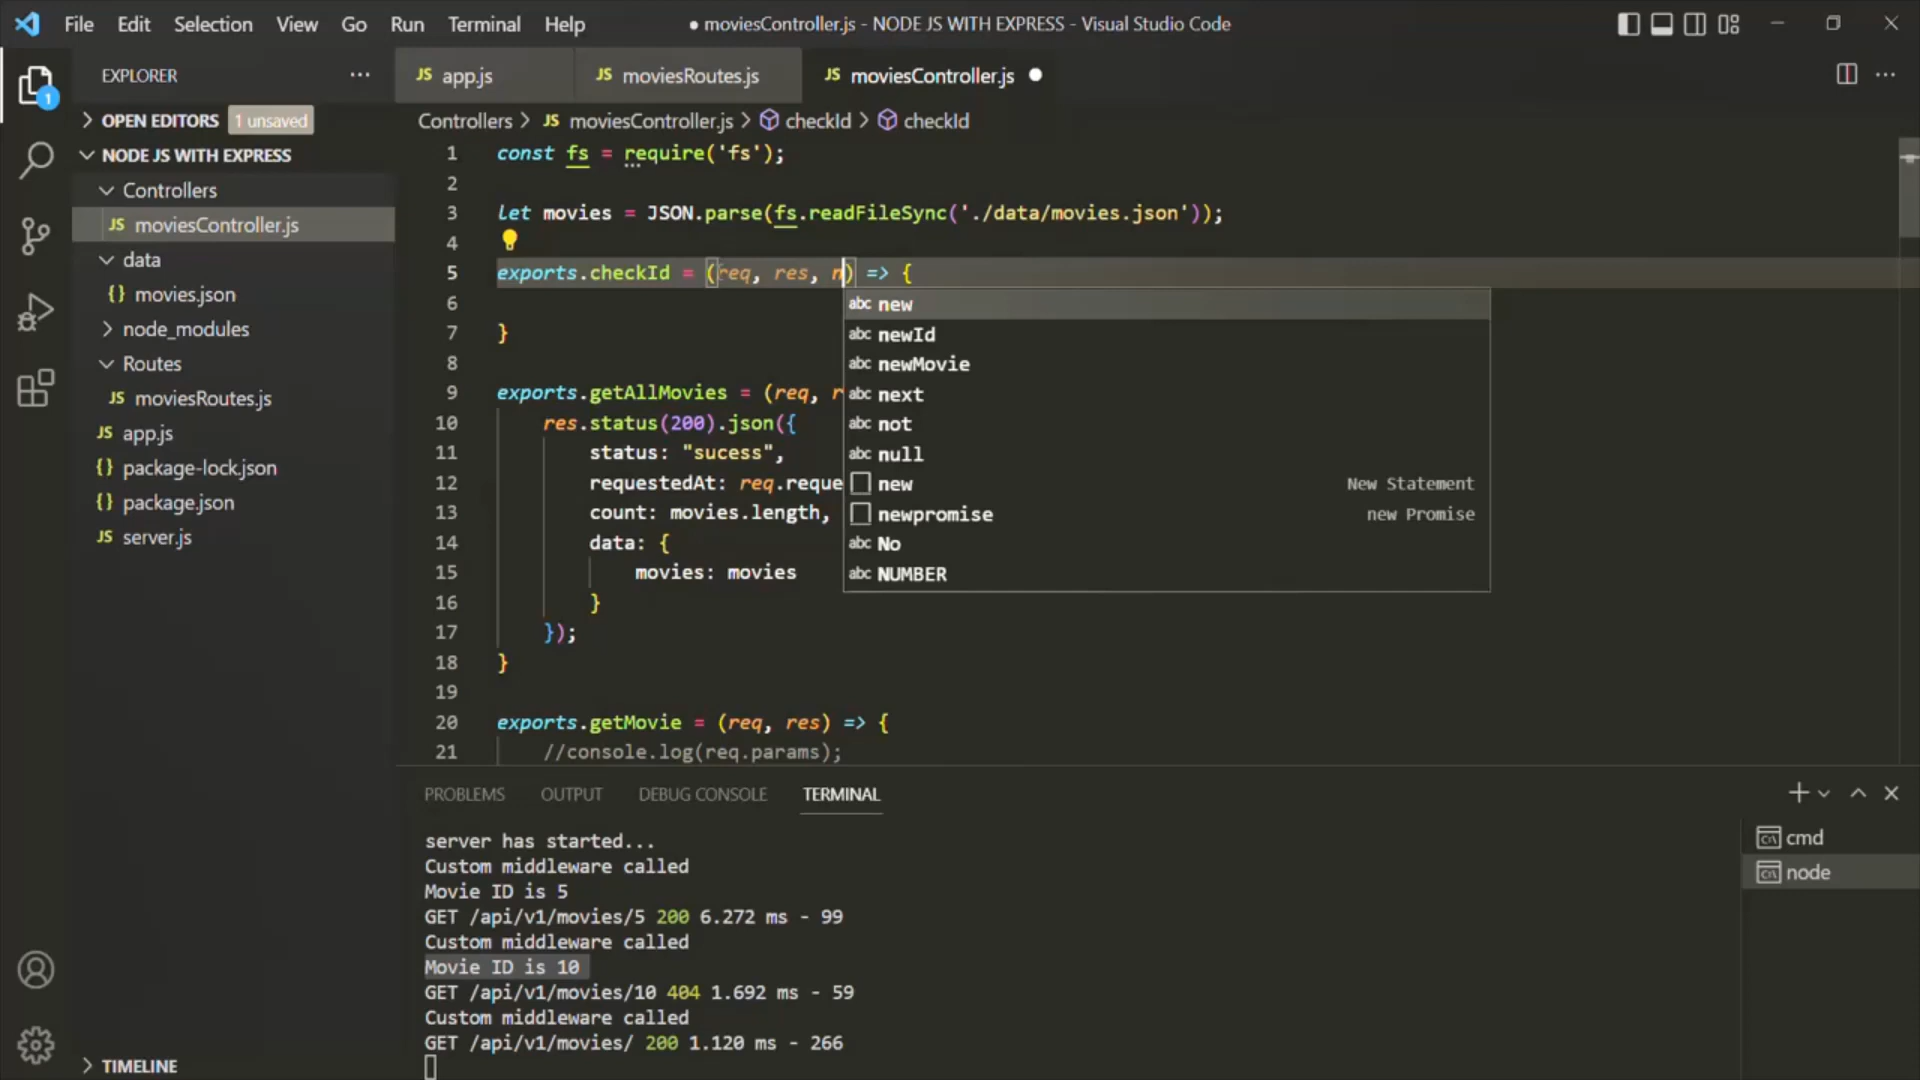 File Edit Selection View Go Run Terminal Help
● moviesController.js - NODE JS WITH EXPRESS - Visual Studio Code
EXPLORER ...
1
OPEN EDITORS 1 unsaved
NODE JS WITH EXPRESS
Controllers
JS moviesController.js
data
{} movies.json
node_modules
Routes
JS moviesRoutes.js
JS app.js
{} package-lock.json
{} package.json
JS server.js
TIMELINE
JS app.js
JS moviesRoutes.js
JS moviesController.js ●
Controllers > JS moviesController.js > checkId > checkId
1 const fs = require('fs');
2
3 let movies = JSON.parse(fs.readFileSync('./data/movies.json'));
4
5 exports.checkId = (req, res, n) => {
6
7 }
8
9 exports.getAllMovies = (req, r
10 res.status(200).json({
11 status: "sucess",
12 requestedAt: req.reque
13 count: movies.length,
14 data: {
15 movies: movies
16 }
17 });
18 }
19
20 exports.getMovie = (req, res) => {
21 //console.log(req.params);
abc new
abc newId
abc newMovie
abc next
abc not
abc null
new New Statement
newpromise new Promise
abc No
abc NUMBER
PROBLEMS OUTPUT DEBUG CONSOLE TERMINAL
server has started...
Custom middleware called
Movie ID is 5
GET /api/v1/movies/5 200 6.272 ms - 99
Custom middleware called
Movie ID is 10
GET /api/v1/movies/10 404 1.692 ms - 59
Custom middleware called
GET /api/v1/movies/ 200 1.120 ms - 266
cmd
node